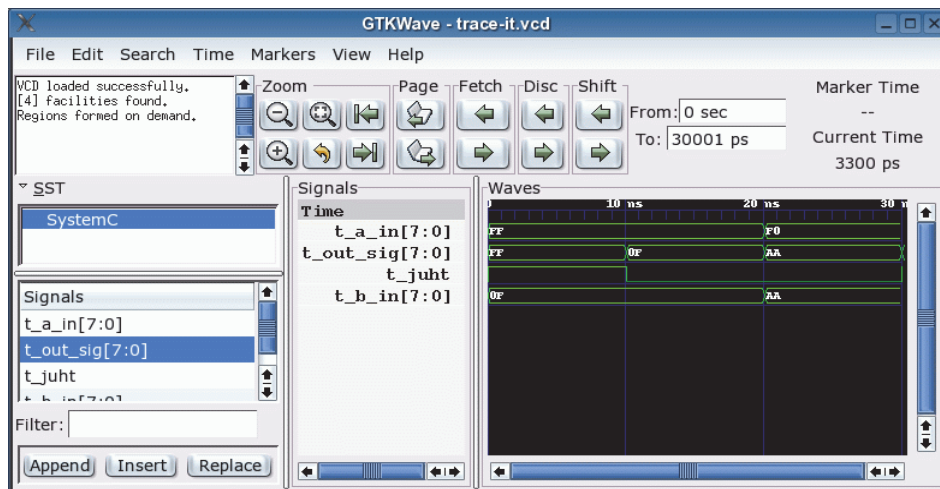 GTKWave - trace-it.vcd
File Edit Search Time Markers View Help
VCD loaded successfully.
[4] facilities found.
Regions formed on demand.
Zoom
Page
Fetch
Disc
Shift
From: 0 sec
To: 30001 ps
Marker Time
--
Current Time
3300 ps
SST
SystemC
Signals
t_a_in[7:0]
t_out_sig[7:0]
t_juht
t_b_in[7:0]
Filter:
Append Insert Replace
Signals
Time
t_a_in[7:0]
t_out_sig[7:0]
t_juht
t_b_in[7:0]
Waves
10 ns 20 ns 30
FF F0
FF 0F AA
0F AA